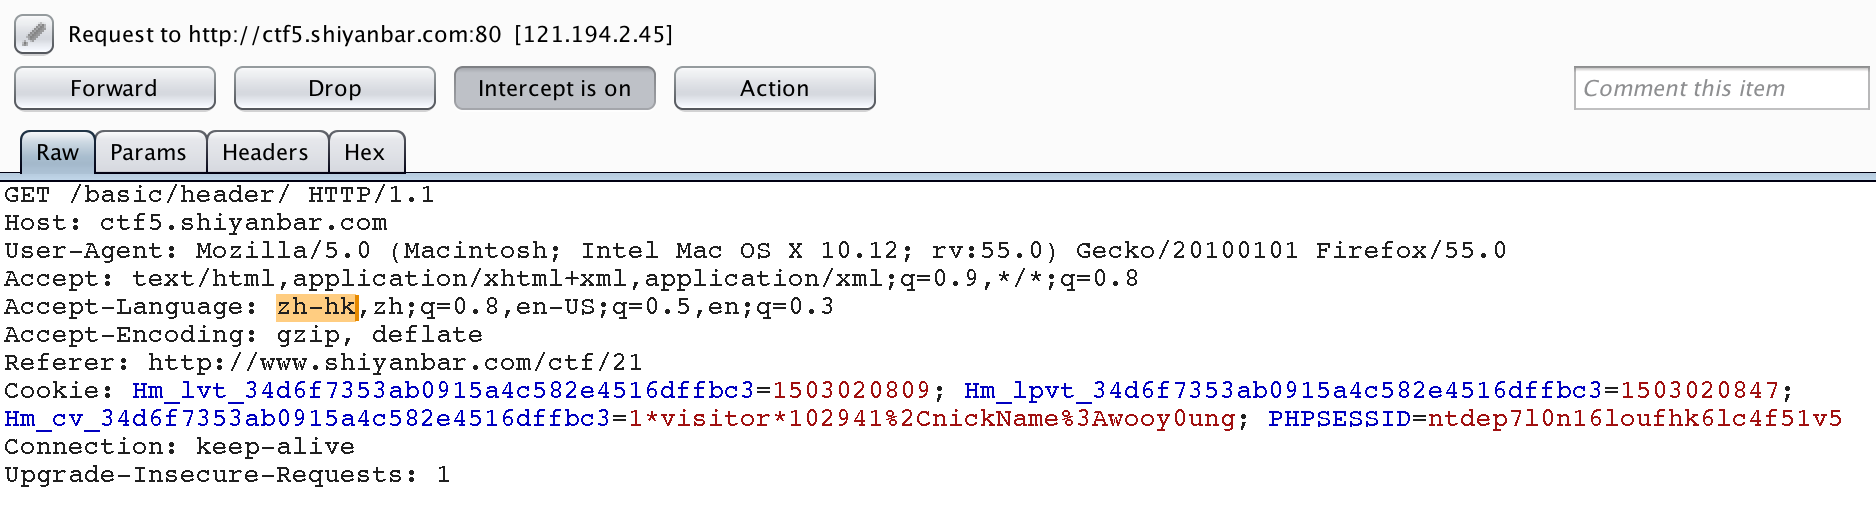 Request to http://ctf5.shiyanbar.com:80 [121.194.2.45]
Forward Drop Intercept is on Action Comment this item
Raw Params Headers Hex
GET /basic/header/ HTTP/1.1
Host: ctf5.shiyanbar.com
User-Agent: Mozilla/5.0 (Macintosh; Intel Mac OS X 10.12; rv:55.0) Gecko/20100101 Firefox/55.0
Accept: text/html,application/xhtml+xml,application/xml;q=0.9,*/*;q=0.8
Accept-Language: zh-hk,zh;q=0.8,en-US;q=0.5,en;q=0.3
Accept-Encoding: gzip, deflate
Referer: http://www.shiyanbar.com/ctf/21
Cookie: Hm_lvt_34d6f7353ab0915a4c582e4516dffbc3=1503020809; Hm_lpvt_34d6f7353ab0915a4c582e4516dffbc3=1503020847;
Hm_cv_34d6f7353ab0915a4c582e4516dffbc3=1*visitor*102941%2CnickName%3Awooy0ung; PHPSESSID=ntdep7l0n16loufhk6lc4f51v5
Connection: keep-alive
Upgrade-Insecure-Requests: 1